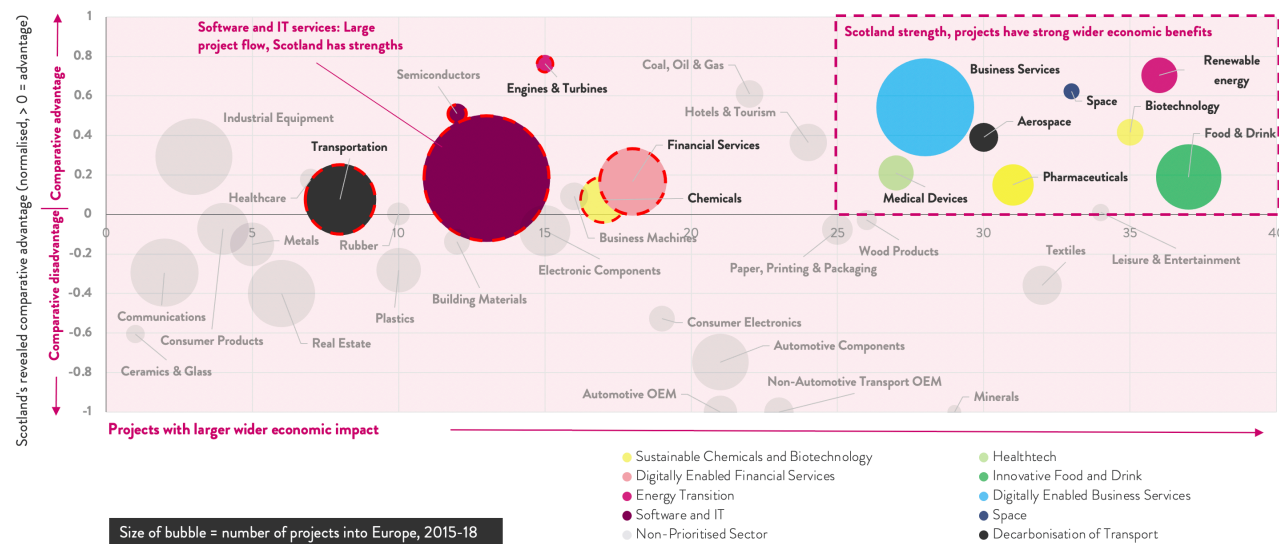 Scotland's revealed comparative advantage (normalised, > 0 = advantage)
Comparative advantage
Comparative disadvantage
1
0.8
0.6
0.4
0.2
0
-0.2
-0.4
-0.6
-0.8
-1
0
5
10
15
20
25
30
35
40
Software and IT services: Large
project flow, Scotland has strengths
Scotland strength, projects have strong wider economic benefits
Semiconductors
Engines & Turbines
Coal, Oil & Gas
Business Services
Renewable
energy
Space
Biotechnology
Industrial Equipment
Hotels & Tourism
Aerospace
Food & Drink
Transportation
Financial Services
Pharmaceuticals
Healthcare
Chemicals
Medical Devices
Metals
Rubber
Business Machines
Wood Products
Textiles
Leisure & Entertainment
Electronic Components
Paper, Printing & Packaging
Building Materials
Communications
Plastics
Consumer Electronics
Consumer Products
Real Estate
Automotive Components
Ceramics & Glass
Non-Automotive Transport OEM
Automotive OEM
Minerals
Projects with larger wider economic impact
Sustainable Chemicals and Biotechnology
Digitally Enabled Financial Services
Energy Transition
Software and IT
Non-Prioritised Sector
Healthtech
Innovative Food and Drink
Digitally Enabled Business Services
Space
Decarbonisation of Transport
Size of bubble = number of projects into Europe, 2015-18